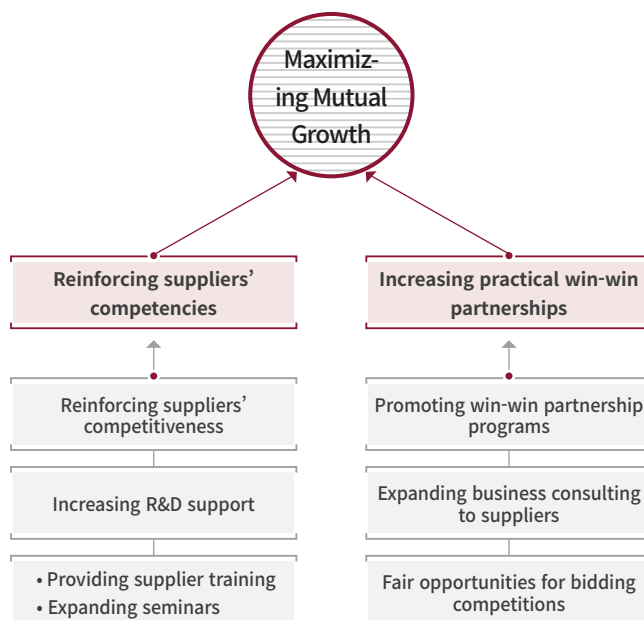 Maximiz-
ing Mutual
Growth
Reinforcing suppliers’
competencies
Increasing practical win-win
partnerships
Reinforcing suppliers’
competitiveness
Promoting win-win partnership
programs
Increasing R&D support
Expanding business consulting
to suppliers
• Providing supplier training
• Expanding seminars
Fair opportunities for bidding
competitions